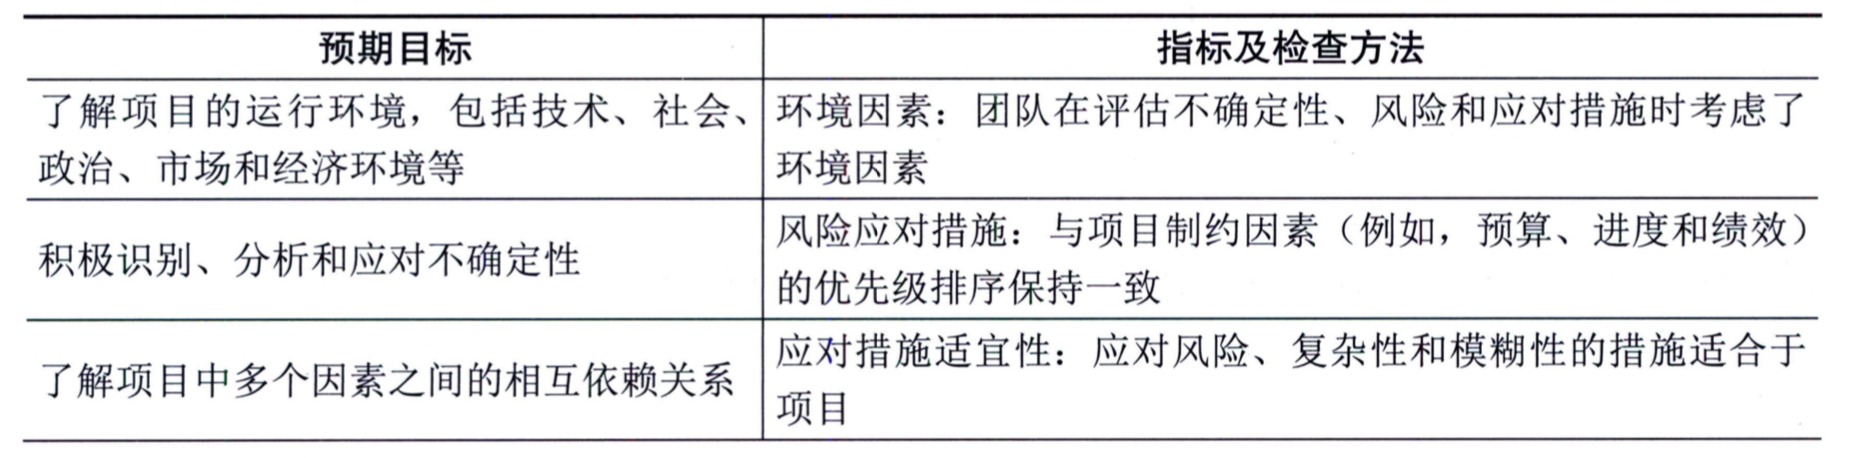 预期目标
指标及检查方法
了解项目的运行环境，包括技术、社会、
政治、市场和经济环境等
环境因素：团队在评估不确定性、风险和应对措施时考虑了
环境因素
积极识别、分析和应对不确定性
风险应对措施：与项目制约因素（例如，预算、进度和绩效）
的优先级排序保持一致
了解项目中多个因素之间的相互依赖关系
应对措施适宜性：应对风险、复杂性和模糊性的措施适合于
项目